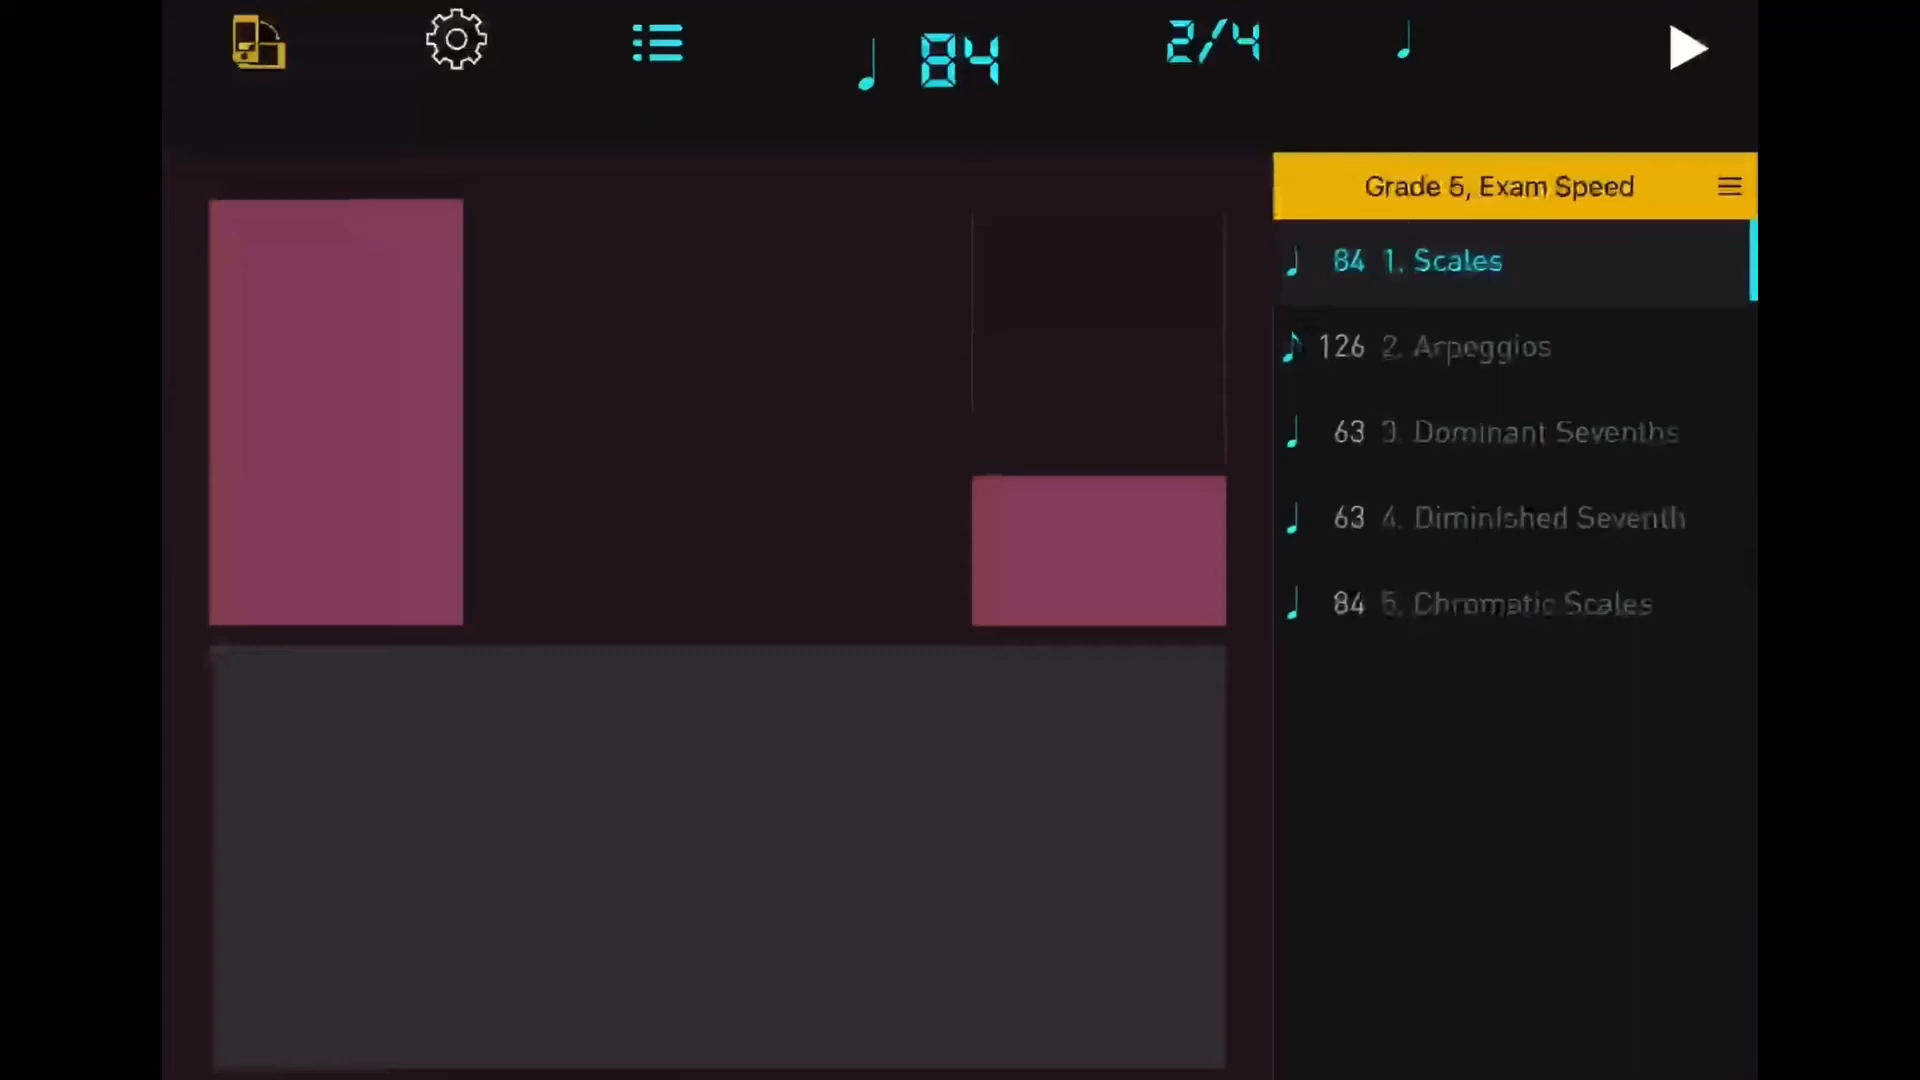 84 2/4
Grade 5, Exam Speed
84 1. Scales
126 2. Arpeggios
63 3. Dominant Sevenths
63 4. Diminished Seventh
84 5. Chromatic Scales